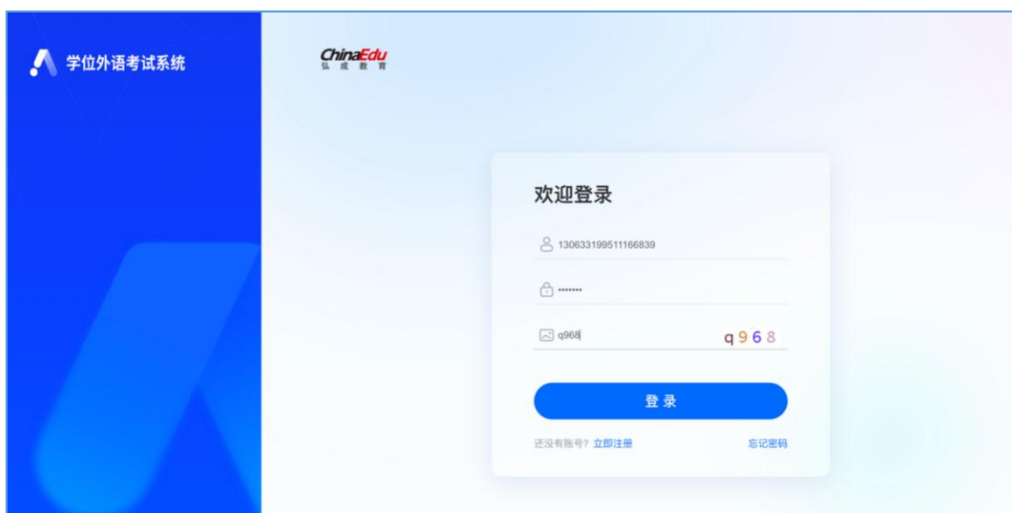 学位外语考试系统
ChinaEdu
弘成教育
欢迎登录
130633199511166839
•••••••
q968
q968
登录
还没有账号? 立即注册 忘记密码